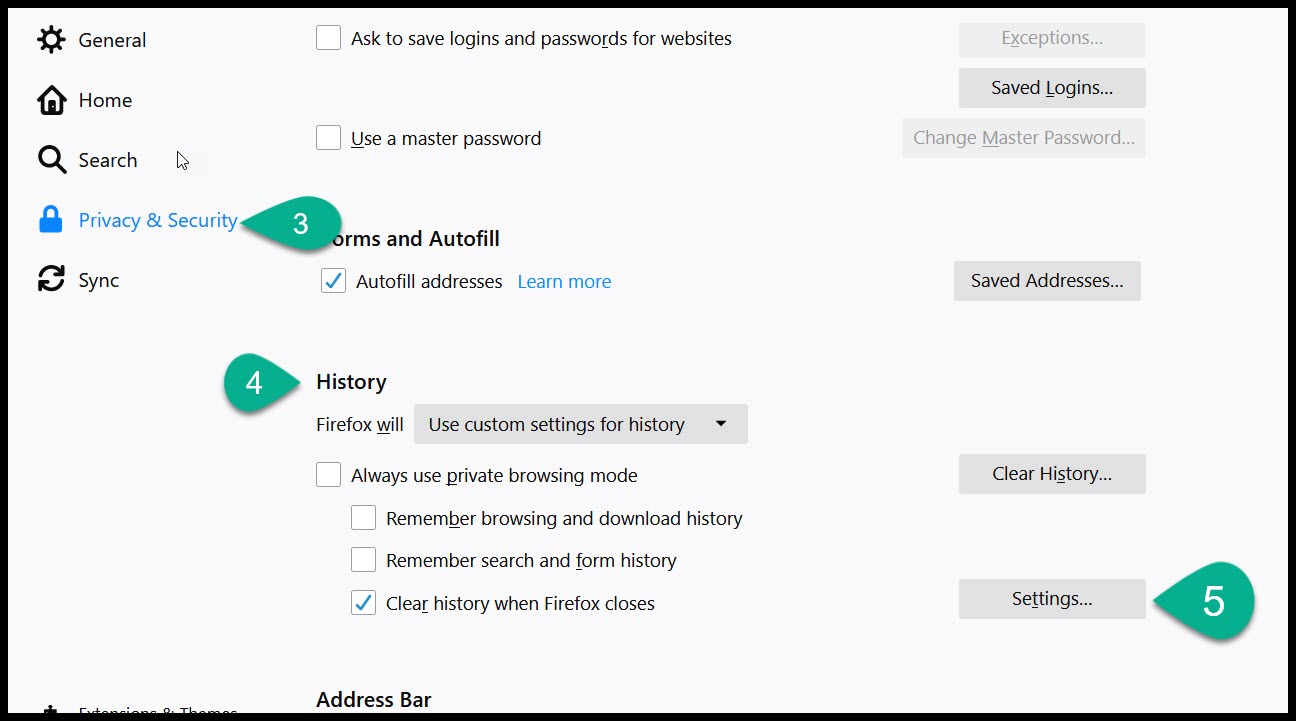 General
Home
Search
Privacy & Security
Sync
Extensions & Themes
Ask to save logins and passwords for websites
Exceptions...
Saved Logins...
Use a master password
Change Master Password...
3
orms and Autofill
Autofill addresses Learn more
Saved Addresses...
4
History
Firefox will Use custom settings for history
Always use private browsing mode
Clear History...
Remember browsing and download history
Remember search and form history
Clear history when Firefox closes
Settings...
5
Address Bar